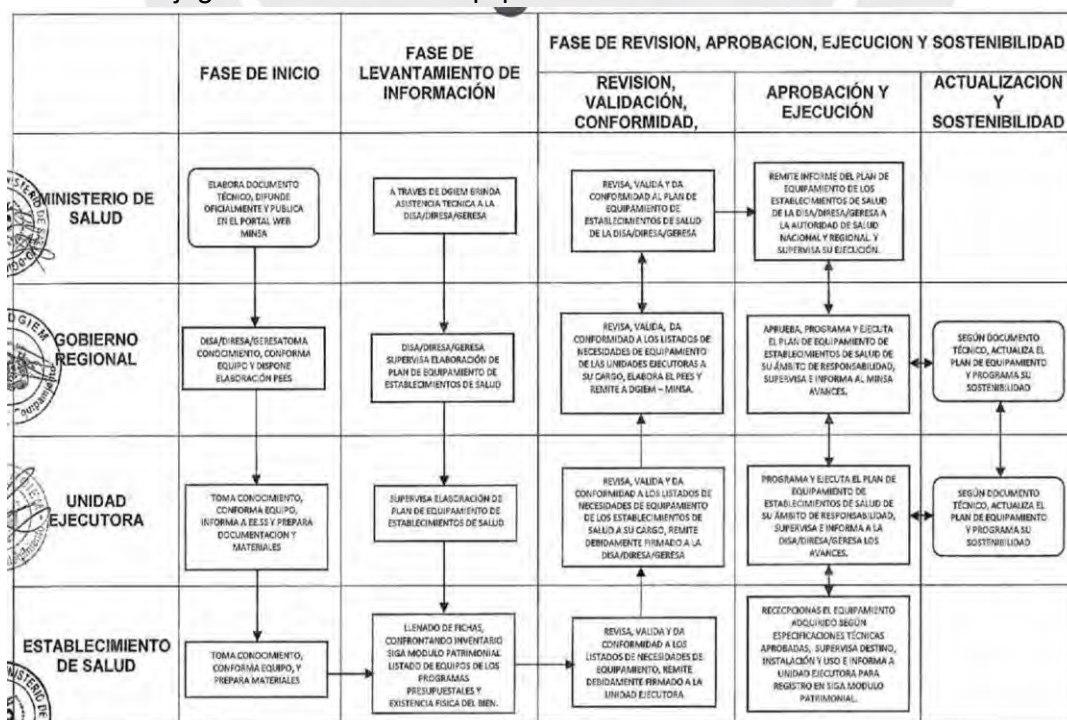 FASE DE INICIO
FASE DE
LEVANTAMIENTO DE
INFORMACIÓN
FASE DE REVISION, APROBACION, EJECUCION Y SOSTENIBILIDAD
REVISION,
VALIDACIÓN,
CONFORMIDAD,
APROBACIÓN Y
EJECUCIÓN
ACTUALIZACION
Y
SOSTENIBILIDAD
MINISTERIO DE
SALUD
ELABORA DOCUMENTO
TÉCNICO, DIFUNDE
OFICIALMENTE Y PUBLICA
EN EL PORTAL WEB
MINSA
A TRAVES DE DGIEM BRINDA
ASISTENCIA TECNICA A LA
DISA/DIRESA/GERESA
REVISA, VALIDA Y DA
CONFORMIDAD AL PLAN DE
EQUIPAMIENTO DE
ESTABLECIMIENTOS DE SALUD
DE LA DISA/DIRESA/GERESA
REMITE INFORME DEL PLAN DE
EQUIPAMIENTO DE LOS
ESTABLECIMIENTOS DE SALUD
DE LA DISA/DIRESA/GERESA A
LA AUTORIDAD DE SALUD
NACIONAL Y REGIONAL. Y
SUPERVISA SU EJECUCIÓN.
GOBIERNO
REGIONAL
DISA/DIRESA/GERESATOMA
CONOCIMIENTO, CONFORMA
EQUIPO Y DISPONE
ELABORACIÓN PEES
DISA/DIRESA/GERESA
SUPERVISA ELABORACIÓN DE
PLAN DE EQUIPAMIENTO DE
ESTABLECIMIENTOS DE SALUD
REVISA, VALIDA, DA
CONFORMIDAD A LOS LISTADOS DE
NECESIDADES DE EQUIPAMIENTO
DE LAS UNIDADES EJECUTORAS A
SU CARGO, ELABORA EL PEES Y
REMITE A DGIEM – MINSA.
APRUEBA, PROGRAMA Y EJECUTA
EL PLAN DE EQUIPAMIENTO DE
ESTABLECIMIENTOS DE SALUD DE
SU ÁMBITO DE RESPONSABILIDAD,
SUPERVISA E INFORMA AL MINSA
AVANCES.
SEGÚN DOCUMENTO
TÉCNICO, ACTUALIZA EL
PLAN DE EQUIPAMIENTO
Y PROGRAMA SU
SOSTENIBILIDAD
UNIDAD
EJECUTORA
TOMA CONOCIMIENTO,
CONFORMA EQUIPO,
INFORMA A EE.SS Y PREPARA
DOCUMENTACION Y
MATERIALES
SUPERVISA ELABORACIÓN DE
PLAN DE EQUIPAMIENTO DE
ESTABLECIMIENTOS DE SALUD
REVISA, VALIDA Y DA
CONFORMIDAD A LOS LISTADOS DE
NECESIDADES DE EQUIPAMIENTO
DE LOS ESTABLECIMIENTOS DE
SALUD A SU CARGO, REMITE
DEBIDAMENTE FIRMADO A LA
DISA/DIRESA/GERESA
PROGRAMA Y EJECUTA EL PLAN DE
EQUIPAMIENTO DE
ESTABLECIMIENTOS DE SALUD DE
SU ÁMBITO DE RESPONSABILIDAD,
SUPERVISA E INFORMA A LA
DISA/DIRESA/GERESA LOS
AVANCES.
SEGÚN DOCUMENTO
TÉCNICO, ACTUALIZA EL
PLAN DE EQUIPAMIENTO
Y PROGRAMA SU
SOSTENIBILIDAD
ESTABLECIMIENTO
DE SALUD
TOMA CONOCIMIENTO,
CONFORMA EQUIPO, Y
PREPARA MATERIALES
LLENADO DE FICHAS,
CONFRONTANDO INVENTARIO
SIGA MODULO PATRIMONIAL
LISTADO DE EQUIPOS DE LOS
PROGRAMAS
PRESUPUESTALES Y
EXISTENCIA FISICA DEL BIEN.
REVISA, VALIDA Y DA
CONFORMIDAD A LOS
LISTADOS DE NECESIDADES DE
EQUIPAMIENTO, REMITE
DEBIDAMENTE FIRMADO A LA
UNIDAD EJECUTORA
RECECPCIONAS EL EQUIPAMIENTO
ADQUIRIDO SEGÚN
ESPECIFICACIONES TÉCNICAS
APROBADAS, SUPERVISA DESTINO,
INSTALACIÓN Y USO E INFORMA A
UNIDAD EJECUTORA PARA
REGISTRO EN SIGA MODULO
PATRIMONIAL.